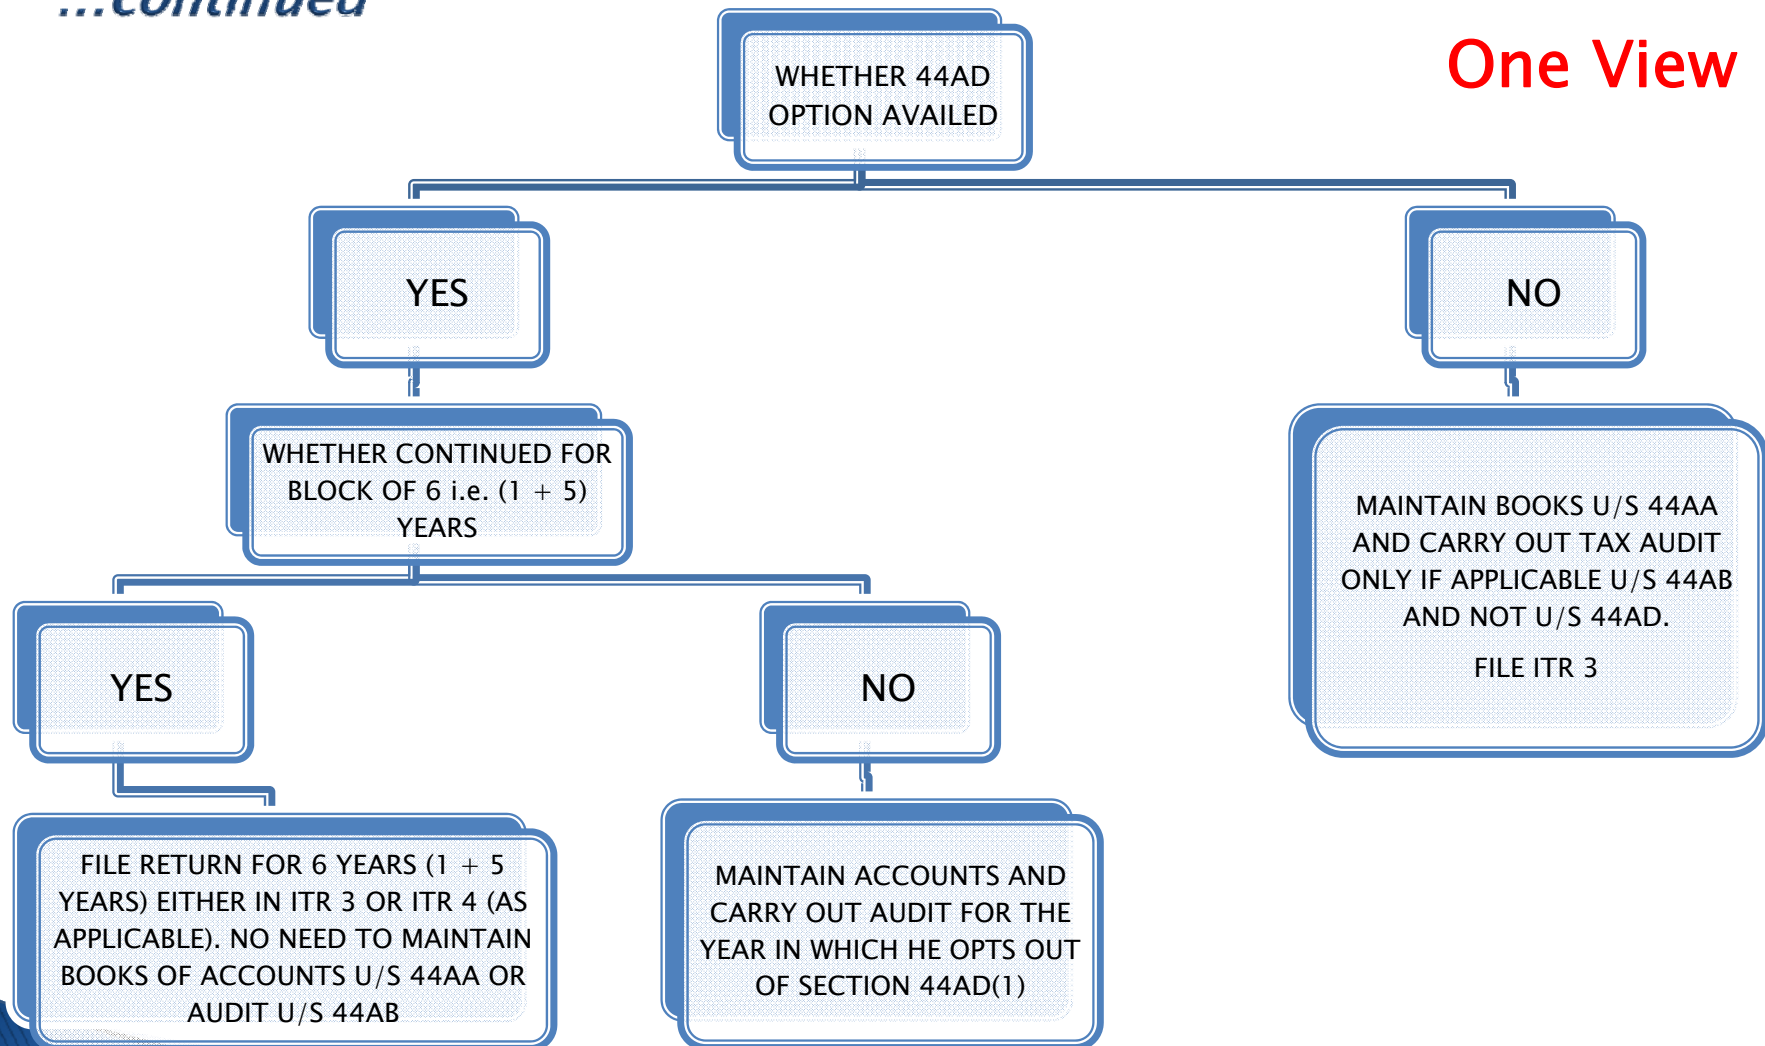 ...continued
One View
WHETHER 44AD
OPTION AVAILED
YES
NO
WHETHER CONTINUED FOR
BLOCK OF 6 i.e. (1 + 5)
YEARS
MAINTAIN BOOKS U/S 44AA
AND CARRY OUT TAX AUDIT
ONLY IF APPLICABLE U/S 44AB
AND NOT U/S 44AD.
FILE ITR 3
YES
NO
FILE RETURN FOR 6 YEARS (1 + 5
YEARS) EITHER IN ITR 3 OR ITR 4 (AS
APPLICABLE). NO NEED TO MAINTAIN
BOOKS OF ACCOUNTS U/S 44AA OR
AUDIT U/S 44AB
MAINTAIN ACCOUNTS AND
CARRY OUT AUDIT FOR THE
YEAR IN WHICH HE OPTS OUT
OF SECTION 44AD(1)